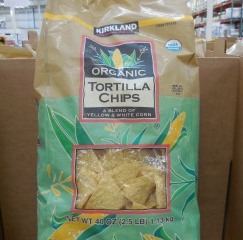 KIRKLAND
ORGANIC
TORTILLA
CHIPS
A BLEND OF
YELLOW & WHITE CORN
NET WT 40 OZ (2.5 LB) 1.13 kg